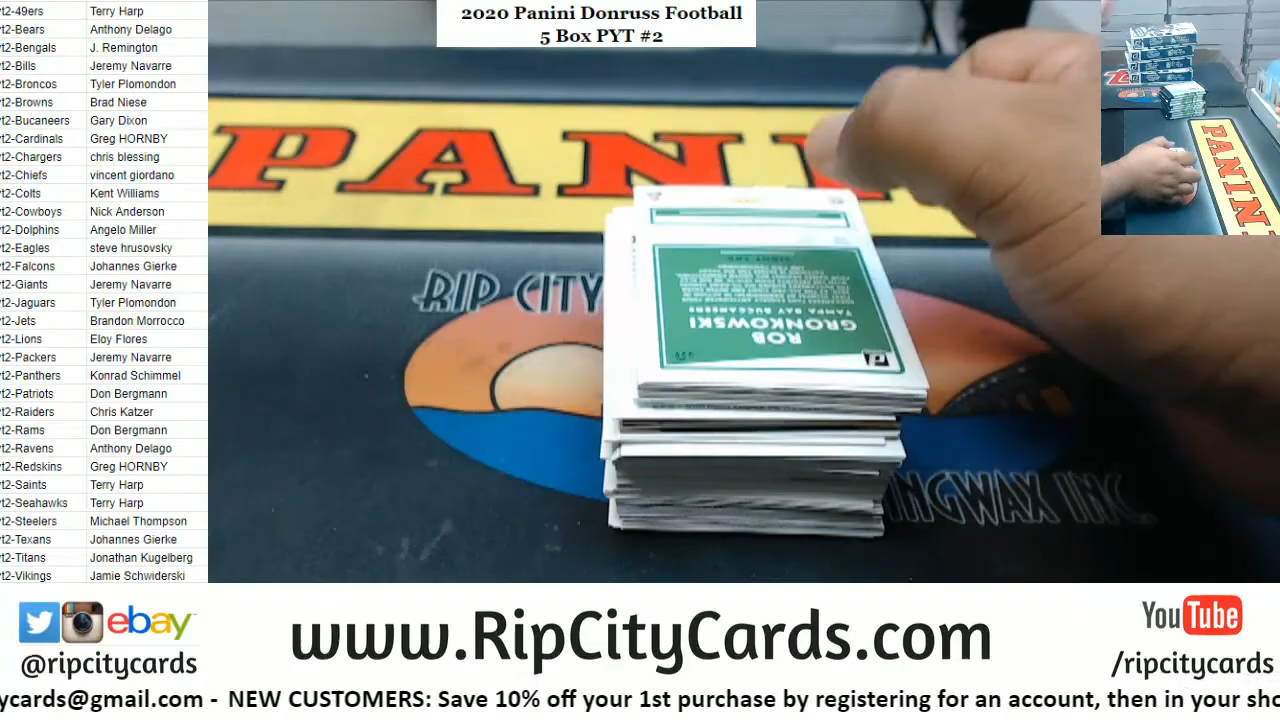 2020 Panini Donruss Football
5 Box PYT #2
t2-49ers Terry Harp
t2-Bears Anthony Delago
t2-Bengals J. Remington
t2-Bills Jeremy Navarre
t2-Broncos Tyler Plomondon
t2-Browns Brad Niese
t2-Bucaneers Gary Dixon
t2-Cardinals Greg HORNBY
t2-Chargers chris blessing
t2-Chiefs vincent giordano
t2-Colts Kent Williams
t2-Cowboys Nick Anderson
t2-Dolphins Angelo Miller
t2-Eagles steve hrusovsky
t2-Falcons Johannes Gierke
t2-Giants Jeremy Navarre
t2-Jaguars Tyler Plomondon
t2-Jets Brandon Morrocco
t2-Lions Eloy Flores
t2-Packers Jeremy Navarre
t2-Panthers Konrad Schimmel
t2-Patriots Don Bergmann
t2-Raiders Chris Katzer
t2-Rams Don Bergmann
t2-Ravens Anthony Delago
t2-Redskins Greg HORNBY
t2-Saints Terry Harp
t2-Seahawks Terry Harp
t2-Steelers Michael Thompson
t2-Texans Johannes Gierke
t2-Titans Jonathan Kugelberg
t2-Vikings Jamie Schwiderski
PANI
PANINI
RIP CITY
INGWAX INC.
ROB
GRONKOWSKI
TAMPA BAY BUCCANEERS
ebay
@ripcitycards
www.RipCityCards.com
YouTube
/ripcitycards
ycards@gmail.com - NEW CUSTOMERS: Save 10% off your 1st purchase by registering for an account, then in your sho